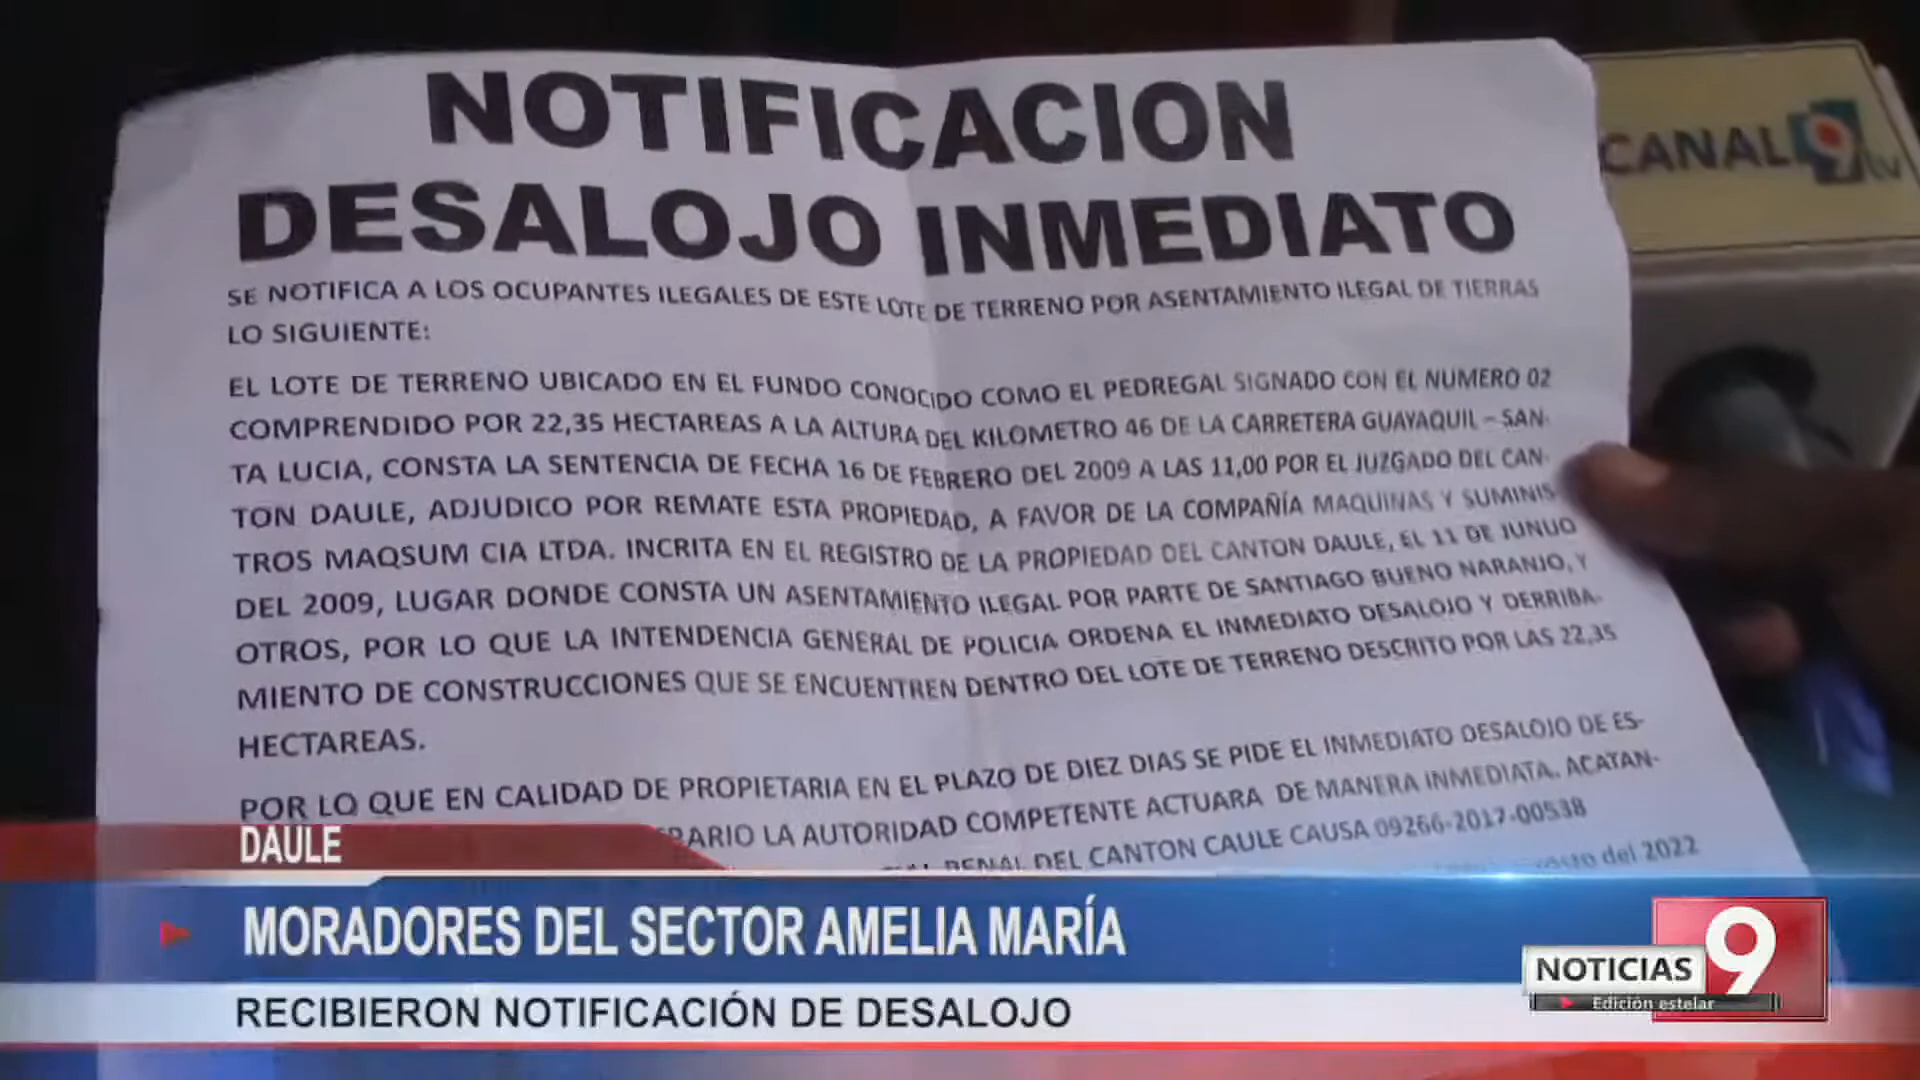 NOTIFICACION
DESALOJO INMEDIATO
SE NOTIFICA A LOS OCUPANTES ILEGALES DE ESTE LOTE DE TERRENO POR ASENTAMIENTO ILEGAL DE TIERRAS
LO SIGUIENTE:
EL LOTE DE TERRENO UBICADO EN EL FUNDO CONOCIDO COMO EL PEDREGAL SIGNADO CON EL NUMERO 02
COMPRENDIDO POR 22,35 HECTAREAS A LA ALTURA DEL KILOMETRO 46 DE LA CARRETERA GUAYAQUIL – SAN-
TA LUCIA, CONSTA LA SENTENCIA DE FECHA 16 DE FEBRERO DEL 2009 A LAS 11,00 POR EL JUZGADO DEL CAN-
TON DAULE, ADJUDICO POR REMATE ESTA PROPIEDAD, A FAVOR DE LA COMPAÑÍA MAQUINAS Y SUMINIS-
TROS MAQSUM CIA LTDA. INCRITA EN EL REGISTRO DE LA PROPIEDAD DEL CANTON DAULE, EL 11 DE JUNUO
DEL 2009, LUGAR DONDE CONSTA UN ASENTAMIENTO ILEGAL POR PARTE DE SANTIAGO BUENO NARANJO, Y
OTROS, POR LO QUE LA INTENDENCIA GENERAL DE POLICIA ORDENA EL INMEDIATO DESALOJO Y DERRIBA-
MIENTO DE CONSTRUCCIONES QUE SE ENCUENTREN DENTRO DEL LOTE DE TERRENO DESCRITO POR LAS 22,35
HECTAREAS.
POR LO QUE EN CALIDAD DE PROPIETARIA EN EL PLAZO DE DIEZ DIAS SE PIDE EL INMEDIATO DESALOJO DE ES-
RARIO LA AUTORIDAD COMPETENTE ACTUARA DE MANERA INMEDIATA. ACATAN-
PENAL DEL CANTON CAULE CAUSA 09266-2017-00538
del 2022
CANAL 9 tv
DAULE
MORADORES DEL SECTOR AMELIA MARÍA
RECIBIERON NOTIFICACIÓN DE DESALOJO
NOTICIAS 9
Edición estelar